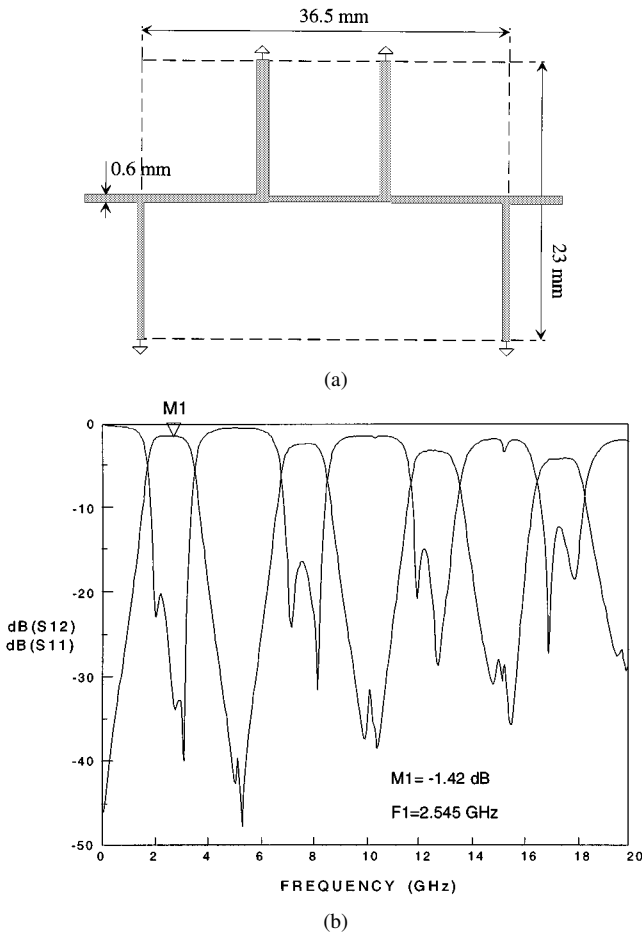 36.5 mm
0.6 mm
23 mm
(a)
M1
0
-10
-20
dB(S12)
dB(S11)
-30
-40
-50
M1= -1.42 dB
F1=2.545 GHz
0 2 4 6 8 10 12 14 16 18 20
FREQUENCY (GHz)
(b)